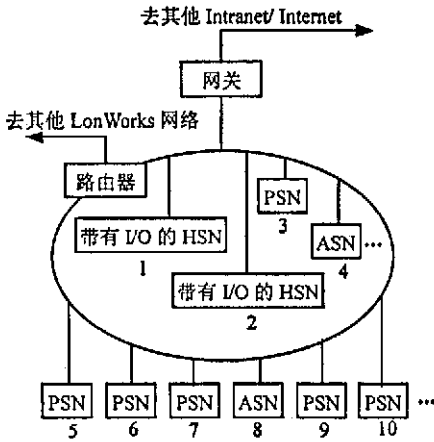 去其他 Intranet/ Internet
网关
去其他 LonWorks 网络
路由器
PSN
3
带有 I/O 的 HSN
1
ASN ...
4
带有 I/O 的 HSN
2
PSN PSN PSN ASN PSN PSN ...
5 6 7 8 9 10